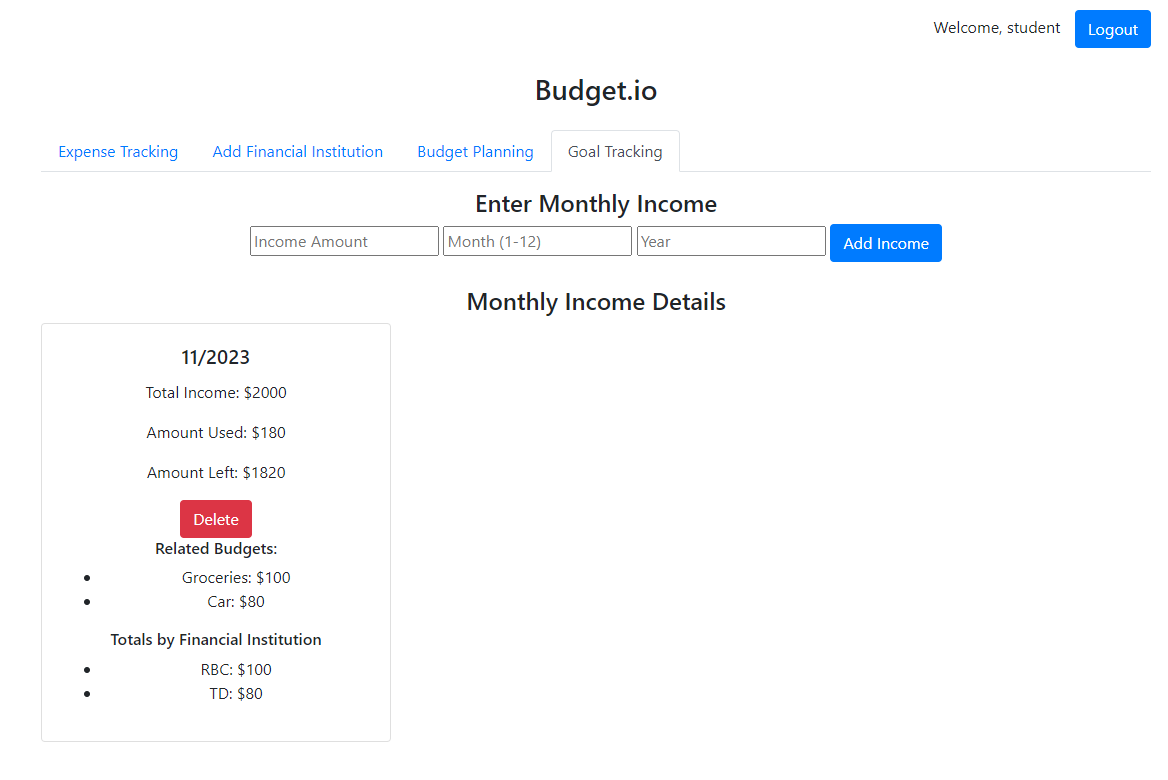 Welcome, student Logout
Budget.io
Expense Tracking Add Financial Institution Budget Planning Goal Tracking
Enter Monthly Income
Income Amount Month (1-12) Year Add Income
Monthly Income Details
11/2023
Total Income: $2000
Amount Used: $180
Amount Left: $1820
Delete
Related Budgets:
• Groceries: $100
• Car: $80
Totals by Financial Institution
• RBC: $100
• TD: $80